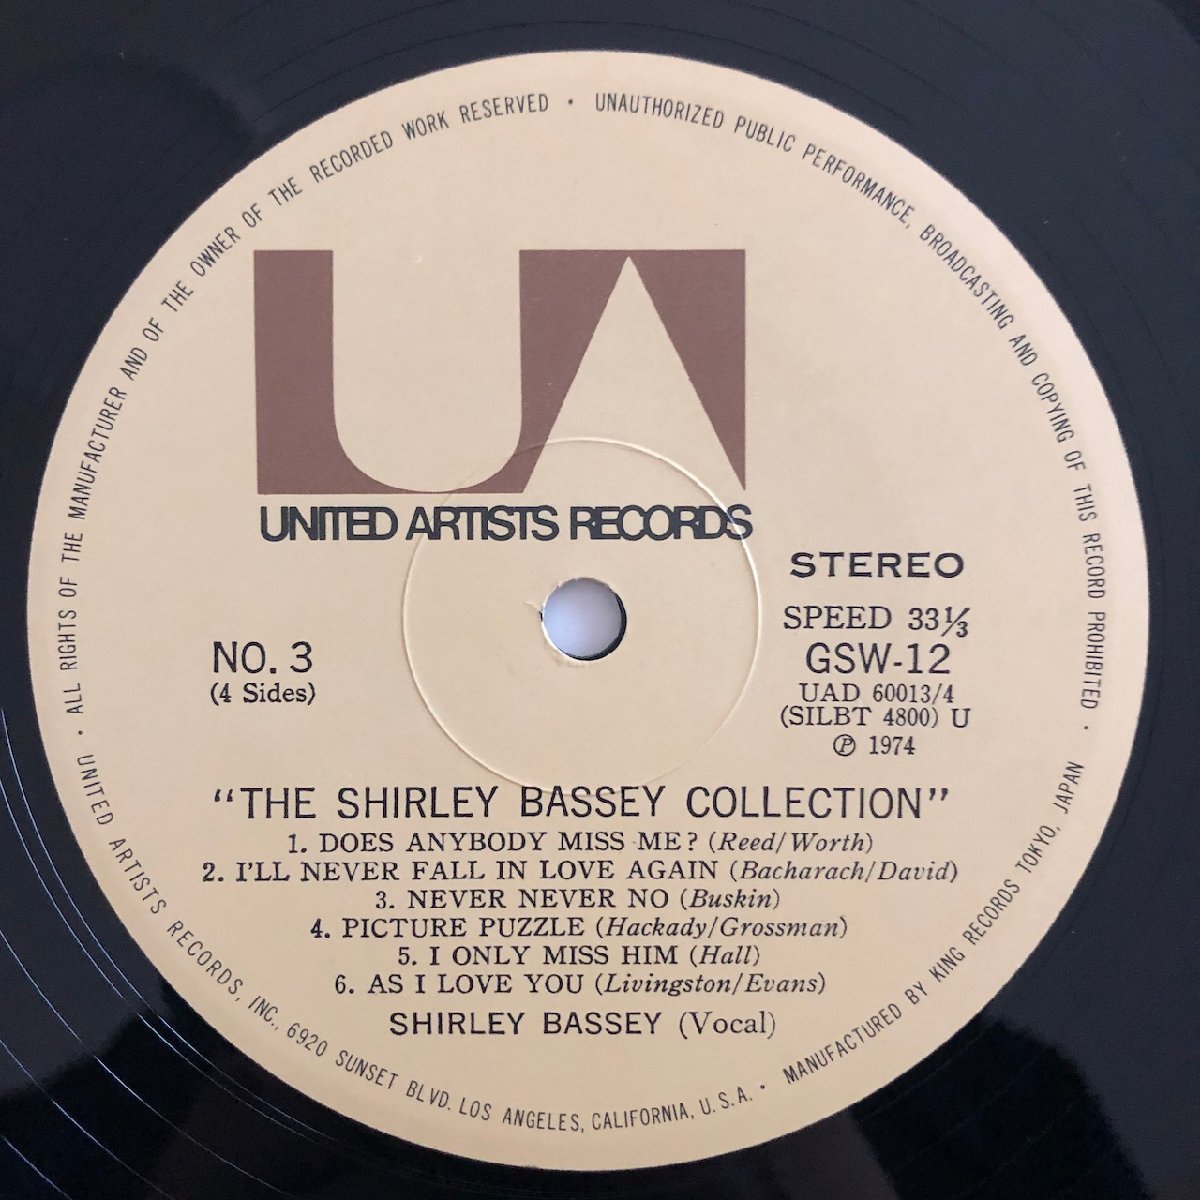 · ALL RIGHTS OF THE MANUFACTURER AND OF THE OWNER OF THE RECORDED WORK RESERVED · UNAUTHORIZED PUBLIC PERFORMANCE, BROADCASTING AND COPYING OF THIS RECORD PROHIBITED ·
UA
UNITED ARTISTS RECORDS
STEREO
SPEED 33⅓
NO. 3
GSW-12
(4 Sides)
UAD 60013/4
(SILBT 4800) U
℗ 1974
“THE SHIRLEY BASSEY COLLECTION”
1. DOES ANYBODY MISS ME? (Reed/Worth)
2. I'LL NEVER FALL IN LOVE AGAIN (Bacharach/David)
3. NEVER NEVER NO (Buskin)
4. PICTURE PUZZLE (Hackady/Grossman)
5. I ONLY MISS HIM (Hall)
6. AS I LOVE YOU (Livingston/Evans)
SHIRLEY BASSEY (Vocal)
UNITED ARTISTS RECORDS, INC., 6920 SUNSET BLVD. LOS ANGELES, CALIFORNIA, U.S.A. · MANUFACTURED BY KING RECORDS TOKYO, JAPAN